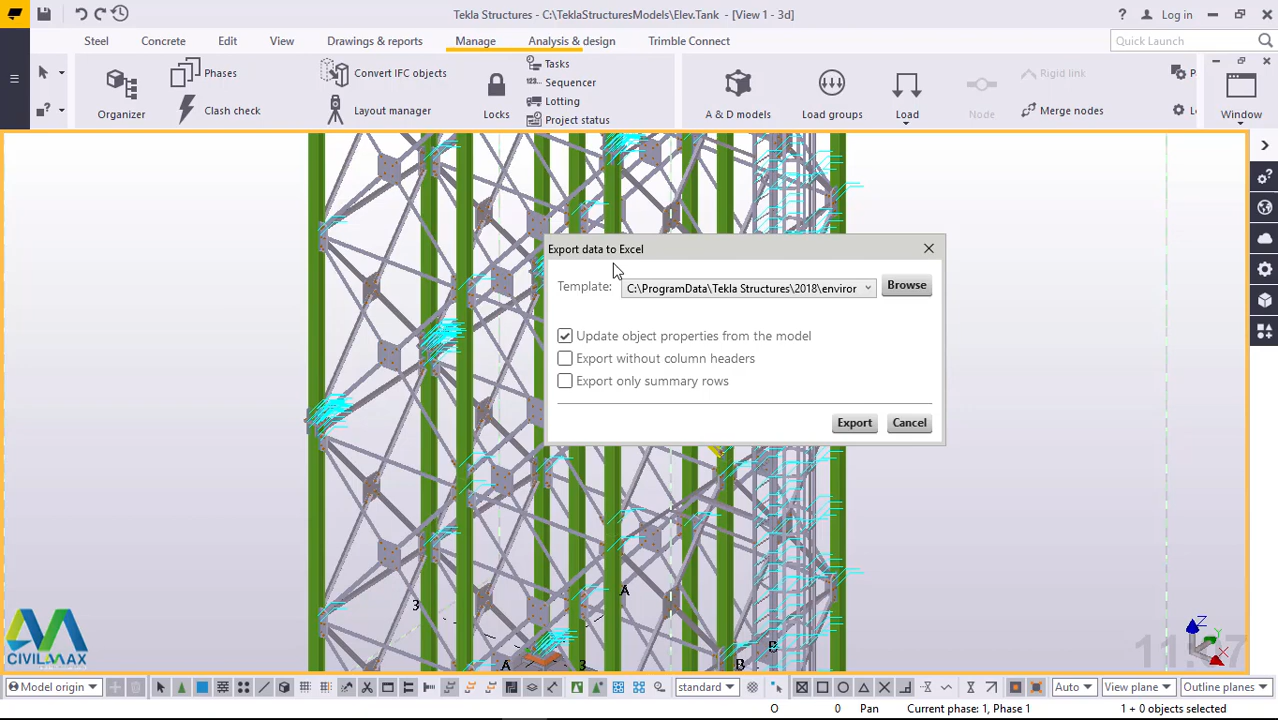 Tekla Structures - C:\TeklaStructuresModels\Elev.Tank - [View 1 - 3d]
Log in
Steel Concrete Edit View Drawings & reports Manage Analysis & design Trimble Connect
Quick Launch
Organizer
Phases
Clash check
Convert IFC objects
Layout manager
Locks
Tasks
Sequencer
Lotting
Project status
A & D models
Load groups
Load
Node
Rigid link
Merge nodes
Window
Export data to Excel
Template: C:\ProgramData\Tekla Structures\2018\enviror Browse
Update object properties from the model
Export without column headers
Export only summary rows
Export Cancel
3
A
A 3 B B
Z
Y
X
CIVILMAX
Model origin standard Auto View plane Outline planes
O 0 Pan Current phase: 1, Phase 1 1 + 0 objects selected